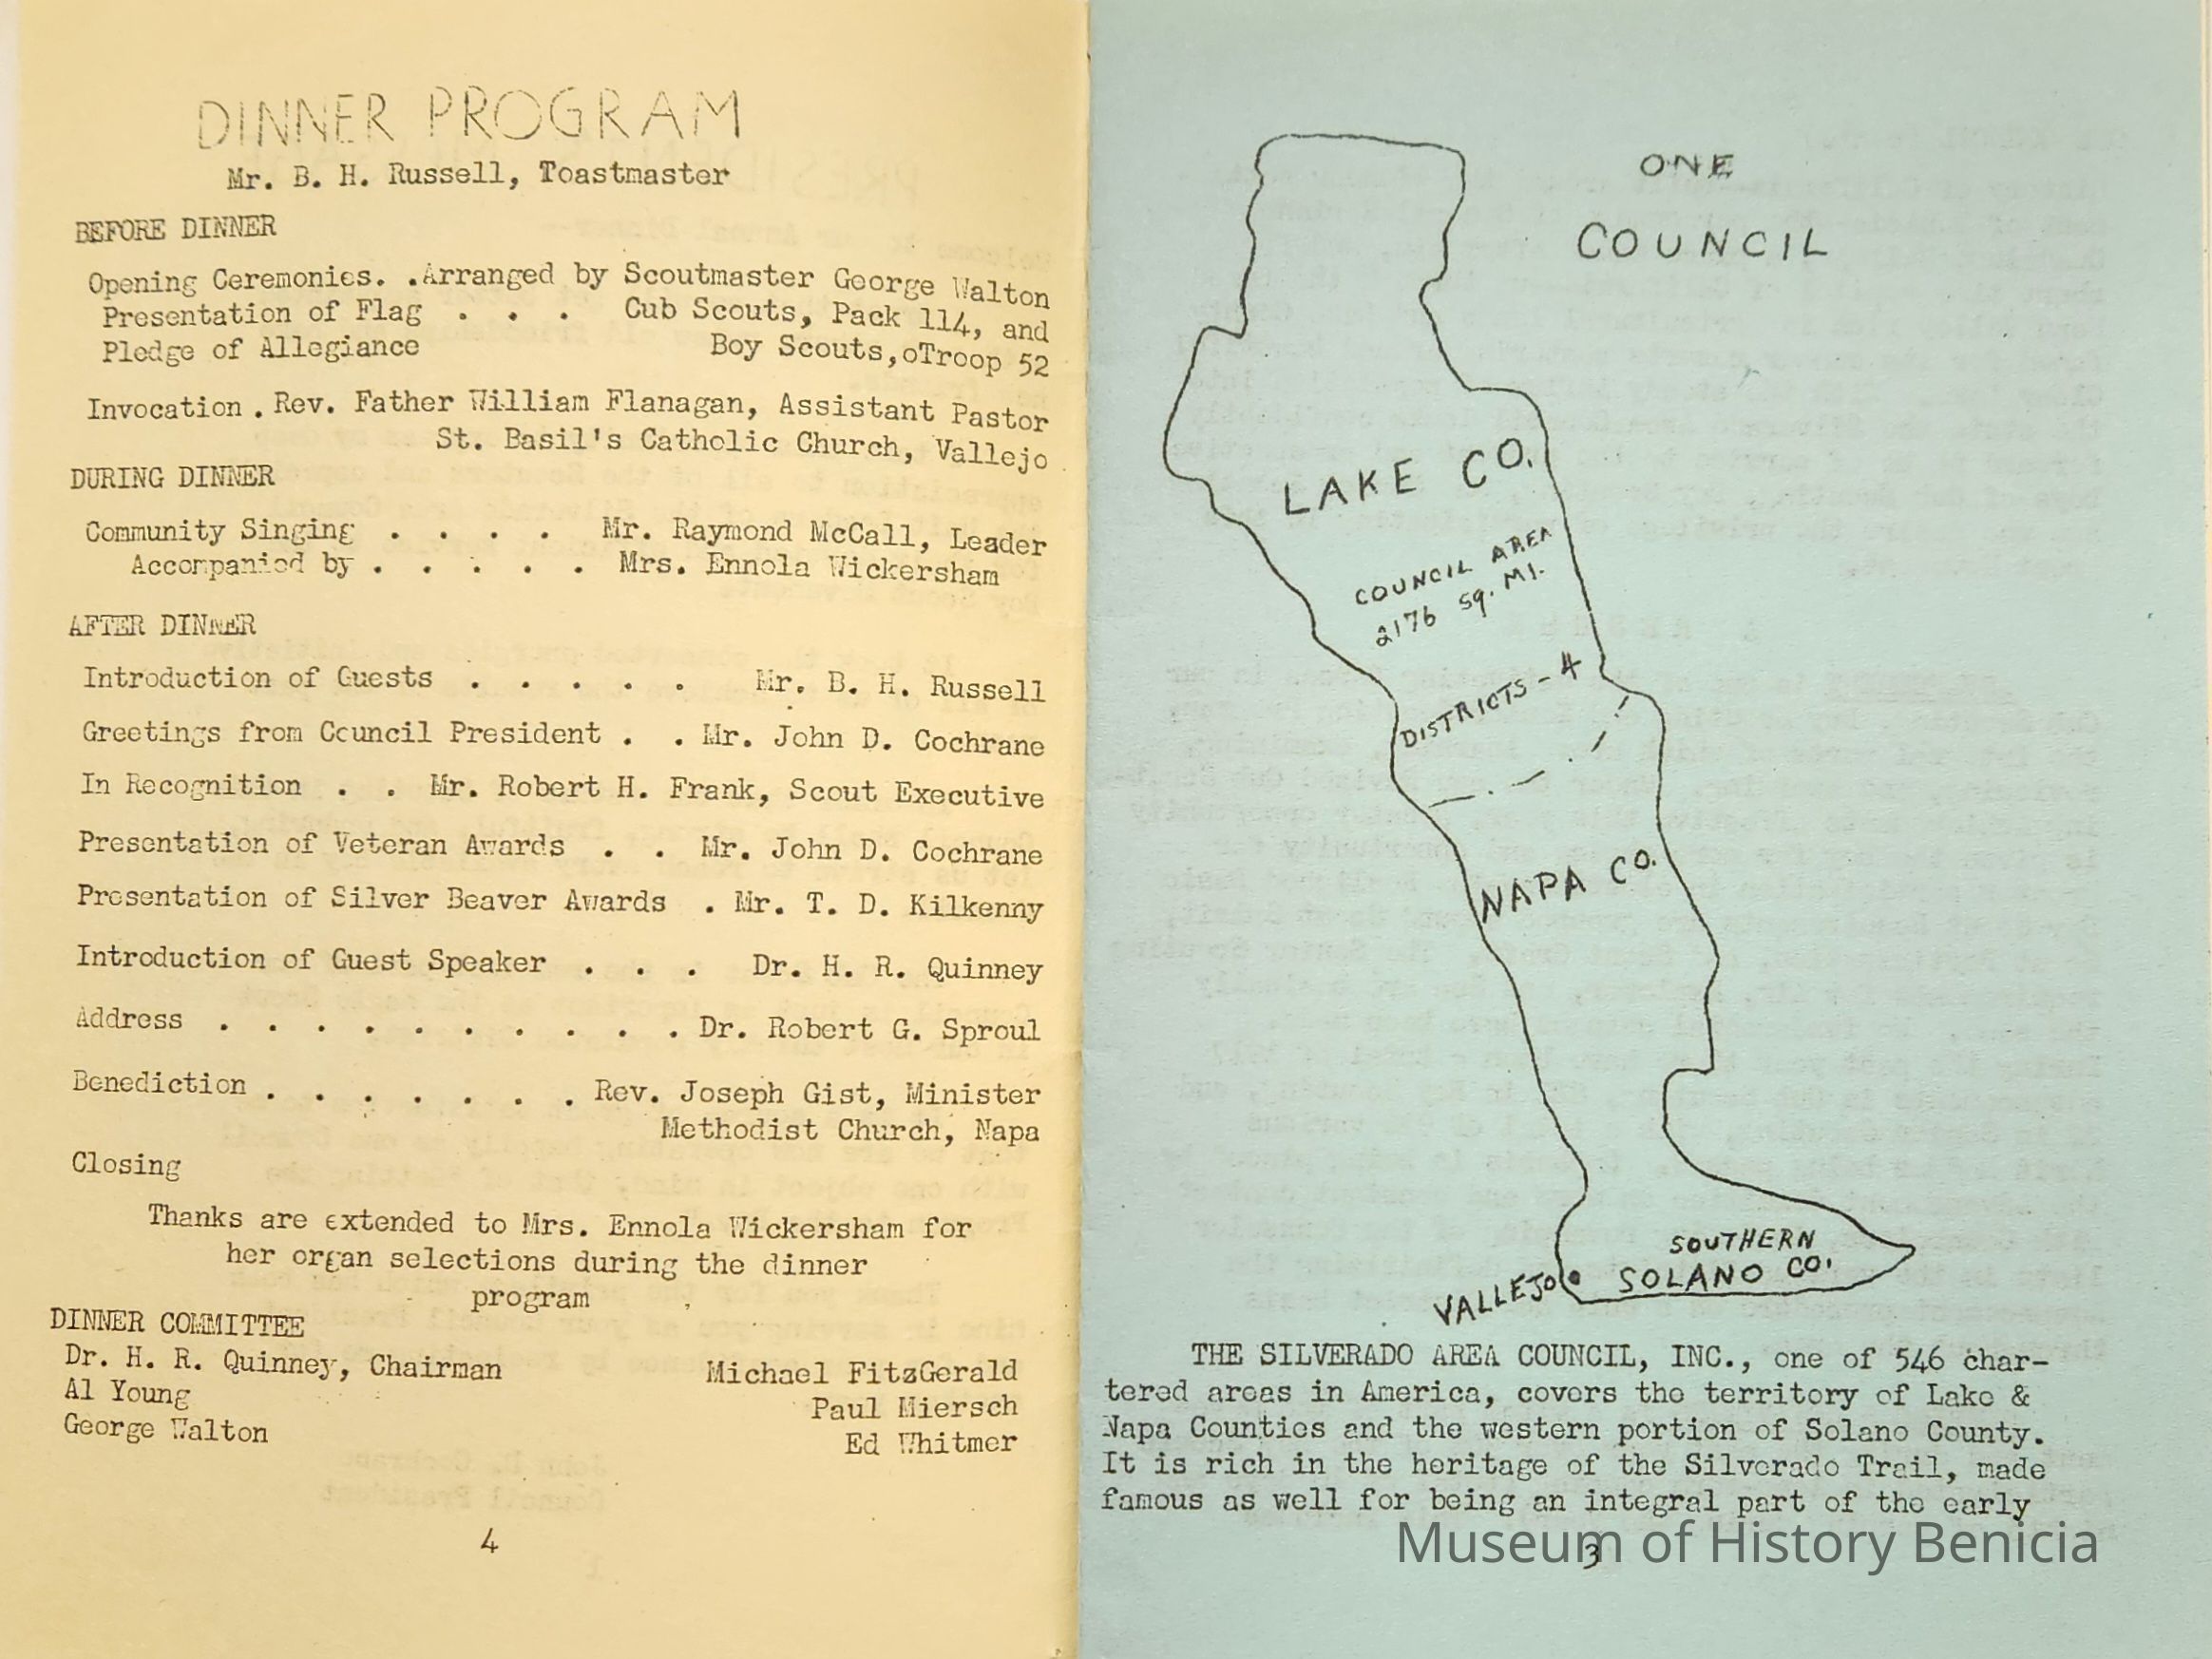 DINNER PROGRAM
Mr. B. H. Russell, Toastmaster
BEFORE DINNER
Opening Ceremonies. .Arranged by Scoutmaster George Walton
Presentation of Flag . . . Cub Scouts, Pack 114, and
Pledge of Allegiance Boy Scouts,oTroop 52
Invocation . Rev. Father William Flanagan, Assistant Pastor
St. Basil's Catholic Church, Vallejo
DURING DINNER
Community Singing . . . . Mr. Raymond McCall, Leader
Accompanied by . . . . . Mrs. Ennola Wickersham
AFTER DINNER
Introduction of Guests . . . . . Mr. B. H. Russell
Greetings from Council President . . Mr. John D. Cochrane
In Recognition . . Mr. Robert H. Frank, Scout Executive
Presentation of Veteran Awards . . Mr. John D. Cochrane
Presentation of Silver Beaver Awards . Mr. T. D. Kilkenny
Introduction of Guest Speaker . . . Dr. H. R. Quinney
Address . . . . . . . . . . Dr. Robert G. Sproul
Benediction . . . . . . . Rev. Joseph Gist, Minister
Methodist Church, Napa
Closing
Thanks are extended to Mrs. Ennola Wickersham for
her organ selections during the dinner
program
DINNER COMMITTEE
Dr. H. R. Quinney, Chairman Michael FitzGerald
Al Young Paul Miersch
George Walton Ed Whitmer
4
ONE
COUNCIL
LAKE CO.
COUNCIL AREA
2176 SQ. MI.
DISTRICTS - 4
NAPA CO.
SOUTHERN
SOLANO CO.
VALLEJO
THE SILVERADO AREA COUNCIL, INC., one of 546 char-
tered areas in America, covers the territory of Lake &
Napa Counties and the western portion of Solano County.
It is rich in the heritage of the Silverado Trail, made
famous as well for being an integral part of the early
3
Museum of History Benicia